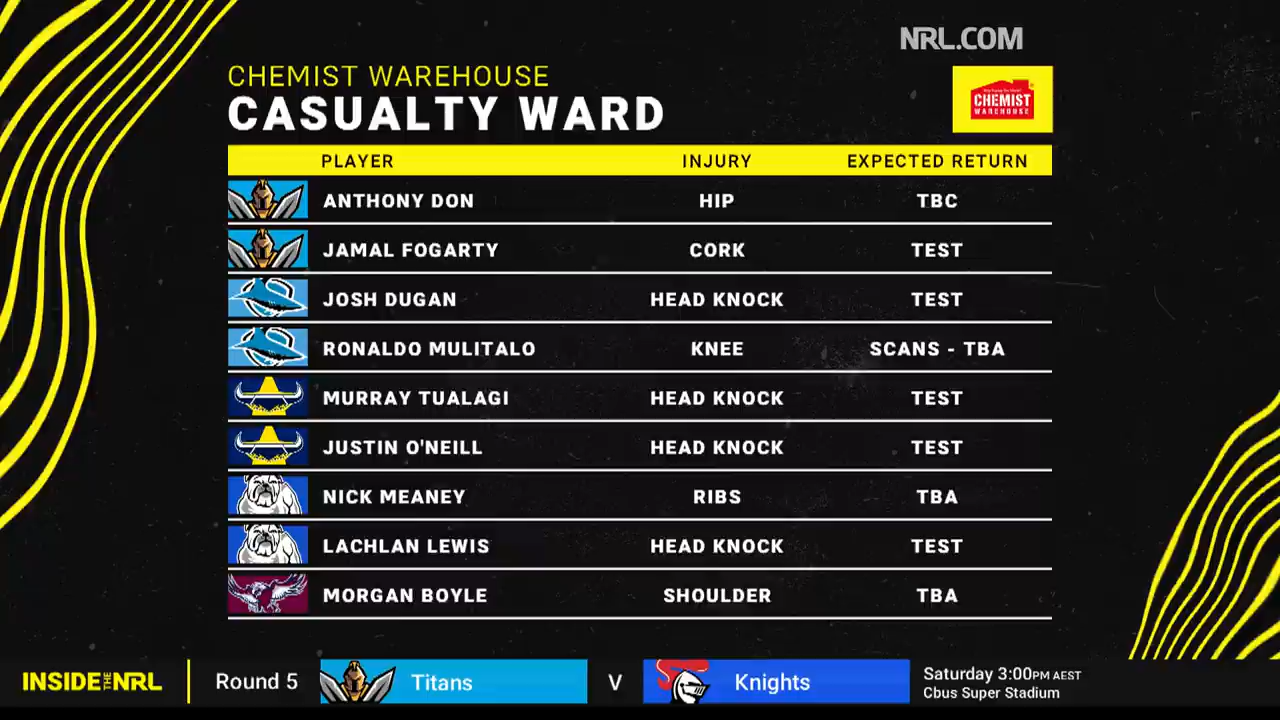 NRL.COM
CHEMIST WAREHOUSE
CASUALTY WARD
CHEMIST
WAREHOUSE
PLAYER INJURY EXPECTED RETURN
ANTHONY DON HIP TBC
JAMAL FOGARTY CORK TEST
JOSH DUGAN HEAD KNOCK TEST
RONALDO MULITALO KNEE SCANS - TBA
MURRAY TUALAGI HEAD KNOCK TEST
JUSTIN O'NEILL HEAD KNOCK TEST
NICK MEANEY RIBS TBA
LACHLAN LEWIS HEAD KNOCK TEST
MORGAN BOYLE SHOULDER TBA
INSIDE THE NRL Round 5 Titans V Knights Saturday 3:00PM AEST
Cbus Super Stadium